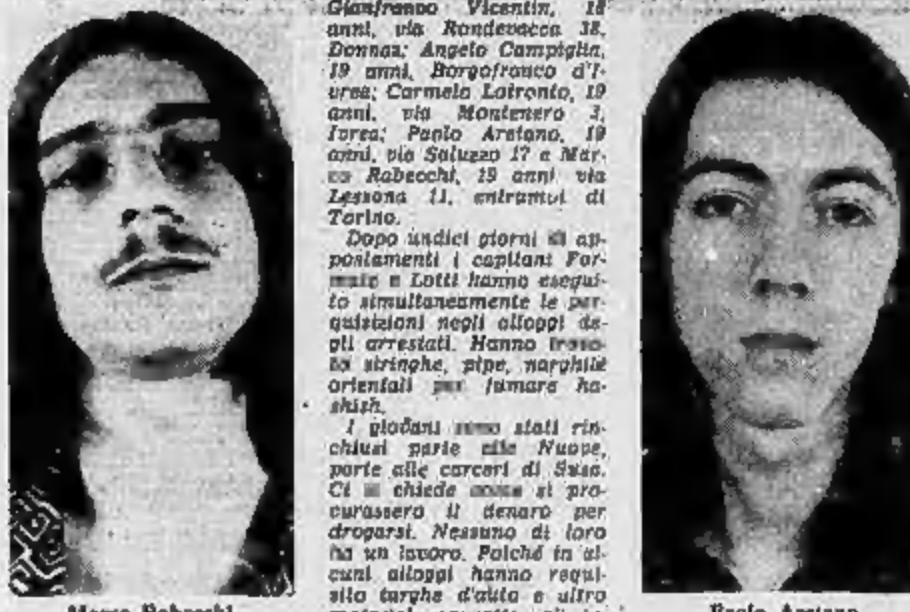 Gianfranco Vicentin, 18
anni, via Rondevacca 38,
Donnaz; Angelo Campiglia,
19 anni, Borgofranco d'I-
vrea; Carmelo Loironto, 19
anni, via Montenero 3,
Ivrea; Paolo Aretano, 19
anni, via Saluzzo 17 e Mar-
co Rabecchi, 19 anni via
Lessona 11, entrambi di
Torino.
Dopo undici giorni di ap-
postamenti i capitani For-
e Lotti hanno esegui-
to simultaneamente le per-
quisizioni negli alloggi de-
gli arrestati. Hanno trova-
to siringhe, pipe, narghilè
orientali per fumare ha-
shish.
I giovani sono stati rin-
chiusi parte alle Nuove,
parte alle carceri di Susa.
Ci si chiede come si pro-
curassero il denaro per
drogarsi. Nessuno di loro
ha un lavoro. Poiché in al-
cuni alloggi hanno requi-
sito targhe d'auto e altro
Marco Rabecchi
Paolo Aretano